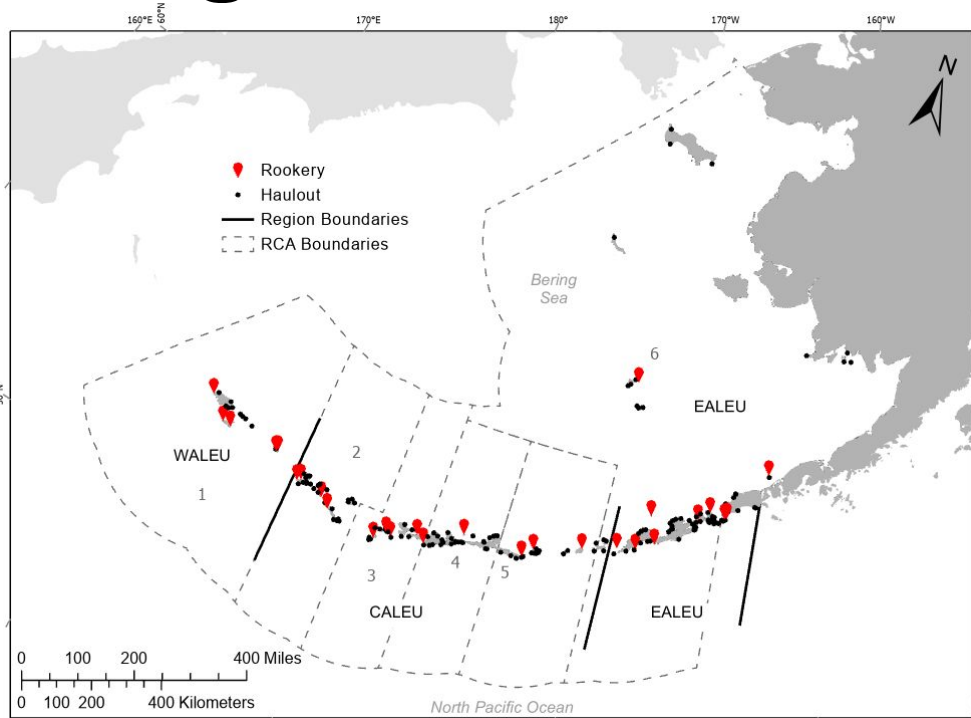 160°E
60°N
170°E
180°
170°W
160°W
N
Rookery
Haulout
Region Boundaries
RCA Boundaries
Bering
Sea
6
EALEU
2
WALEU
1
3
4
5
CALEU
EALEU
0 100 200 400 Miles
0 100 200 400 Kilometers
North Pacific Ocean